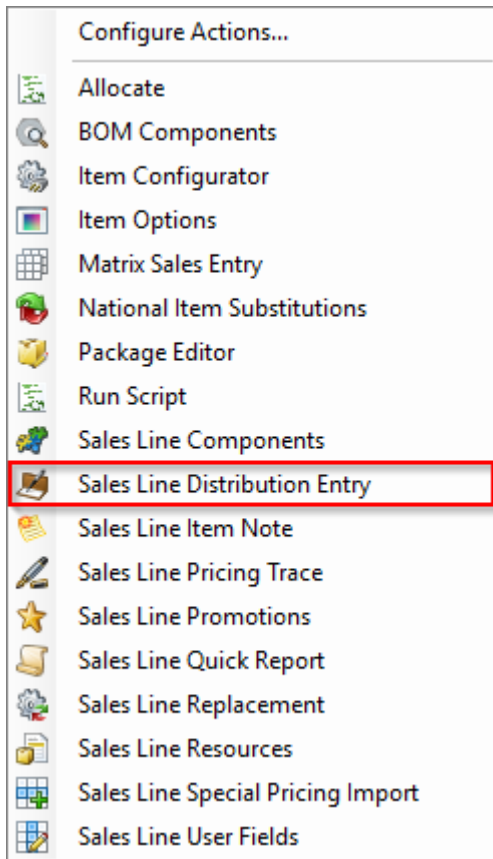 Configure Actions...
Allocate
BOM Components
Item Configurator
Item Options
Matrix Sales Entry
National Item Substitutions
Package Editor
Run Script
Sales Line Components
Sales Line Distribution Entry
Sales Line Item Note
Sales Line Pricing Trace
Sales Line Promotions
Sales Line Quick Report
Sales Line Replacement
Sales Line Resources
Sales Line Special Pricing Import
Sales Line User Fields